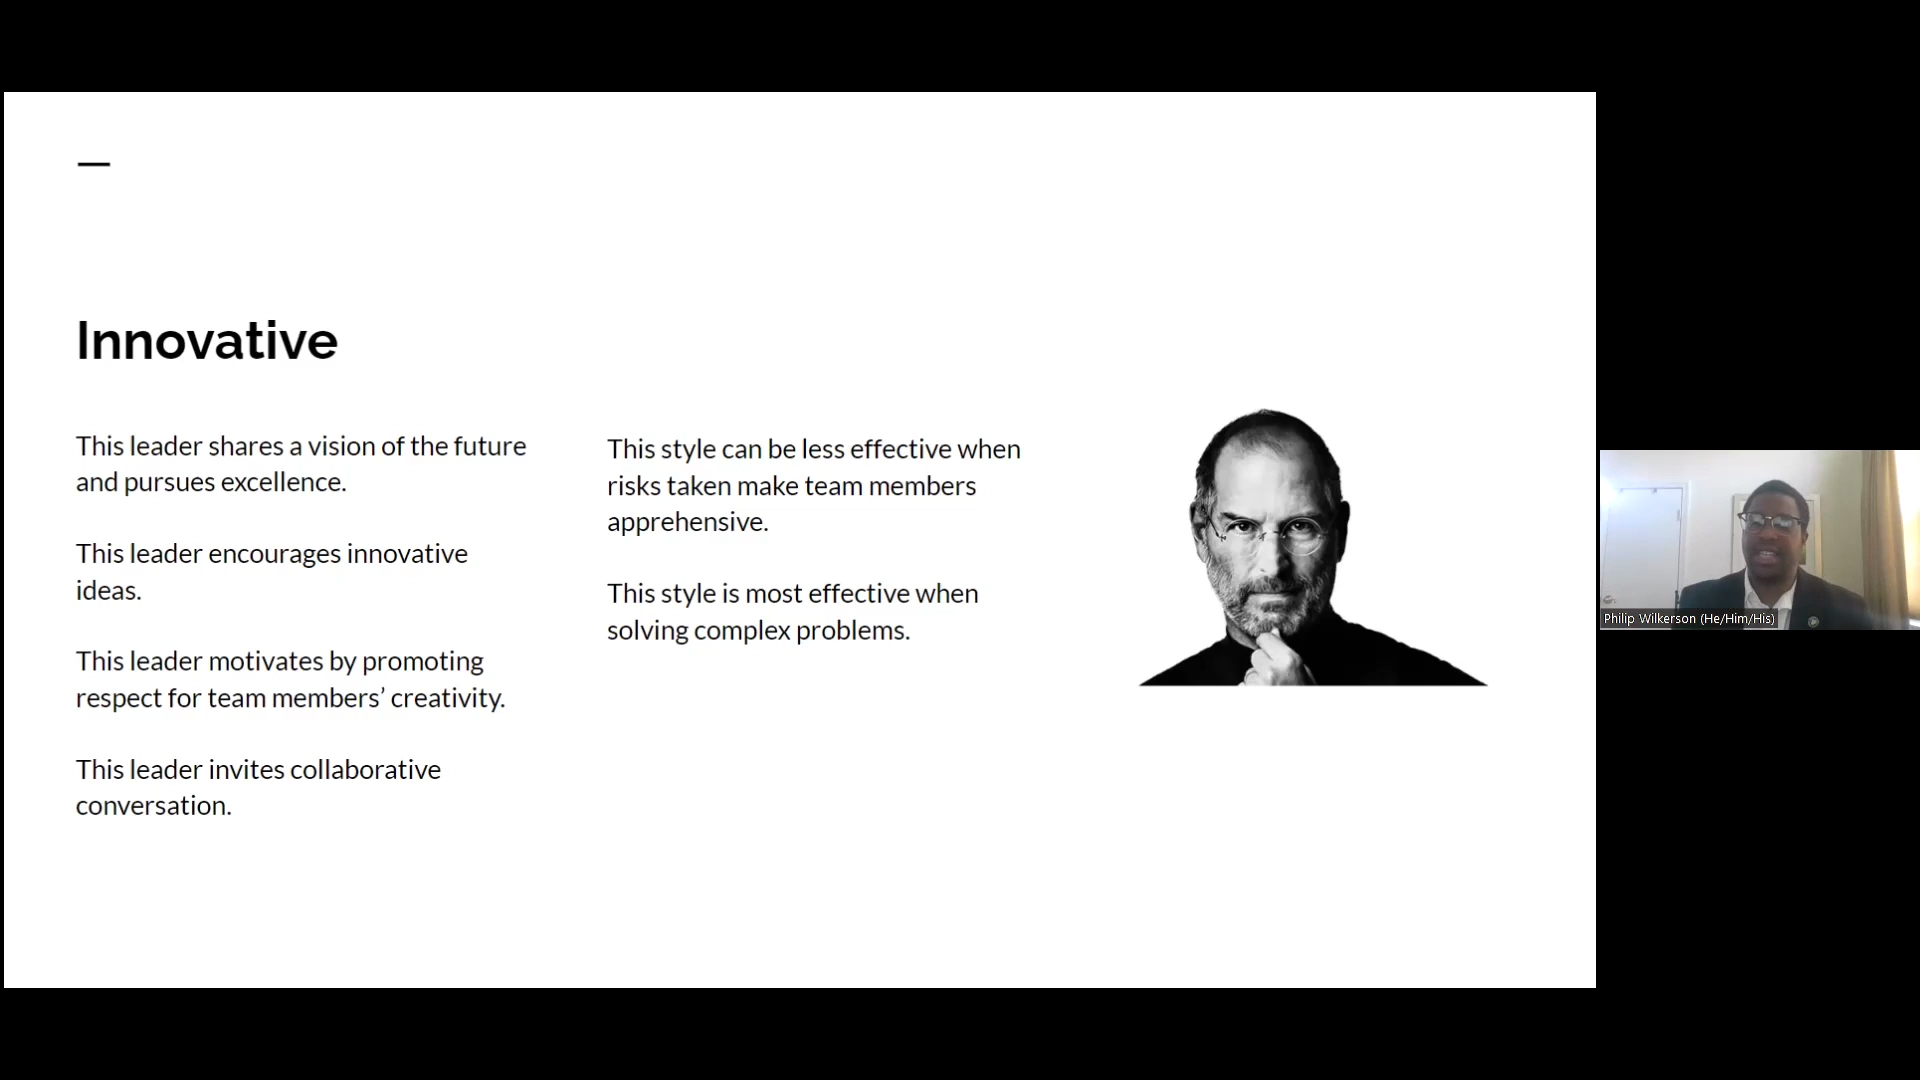 Innovative
This leader shares a vision of the future
and pursues excellence.
This leader encourages innovative
ideas.
This leader motivates by promoting
respect for team members’ creativity.
This leader invites collaborative
conversation.
This style can be less effective when
risks taken make team members
apprehensive.
This style is most effective when
solving complex problems.
Philip Wilkerson (He/Him/His)